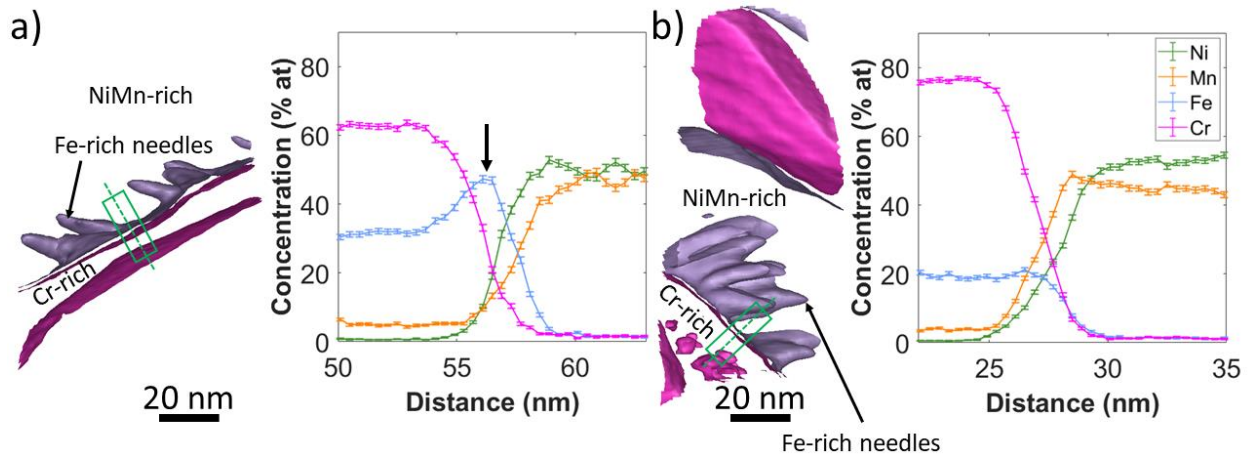 a)
NiMn-rich
Fe-rich needles
Cr-rich
20 nm
Concentration (% at)
80
60
40
20
0
50
55
60
Distance (nm)
b)
NiMn-rich
Cr-rich
20 nm
Fe-rich needles
Concentration (% at)
80
60
40
20
0
25
30
35
Distance (nm)
Ni
Mn
Fe
Cr